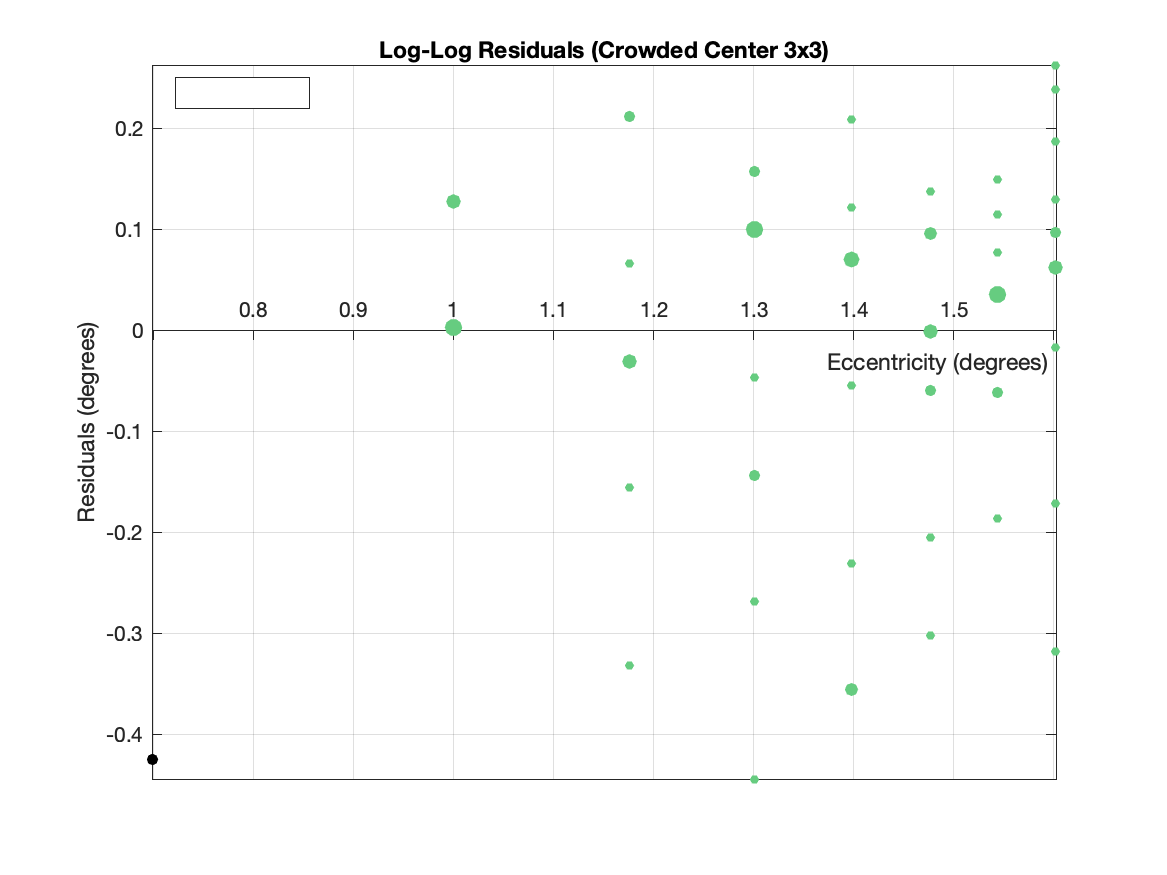 Log-Log Residuals (Crowded Center 3x3)
0.2
0.1
0.8 0.9 1 1.1 1.2 1.3 1.4 1.5
0
Eccentricity (degrees)
Residuals (degrees)
-0.1
-0.2
-0.3
-0.4